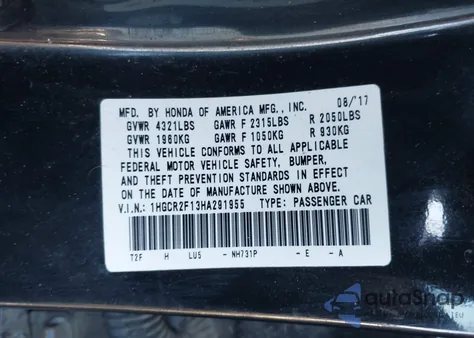 MFD. BY HONDA OF AMERICA MFG., INC. 08/'17
GVWR 4321LBS GAWR F 2315LBS R 2050LBS
GVWR 1960KG GAWR F 1050KG R 930KG
THIS VEHICLE CONFORMS TO ALL APPLICABLE
FEDERAL MOTOR VEHICLE SAFETY, BUMPER,
AND THEFT PREVENTION STANDARDS IN EFFECT
ON THE DATE OF MANUFACTURE SHOWN ABOVE.
V.I.N.: 1HGCR2F13HA291955 TYPE: PASSENGER CAR
T2F H LU5 - NH731P - E - A
autoSnap